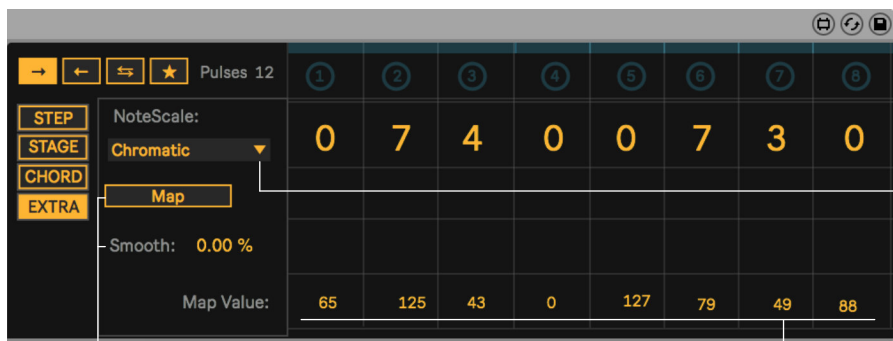 Pulses 12
1 2 3 4 5 6 7 8
STEP
STAGE
CHORD
EXTRA
NoteScale:
Chromatic
Map
Smooth: 0.00 %
Map Value:
0 7 4 0 0 7 3 0
65 125 43 0 127 79 49 88